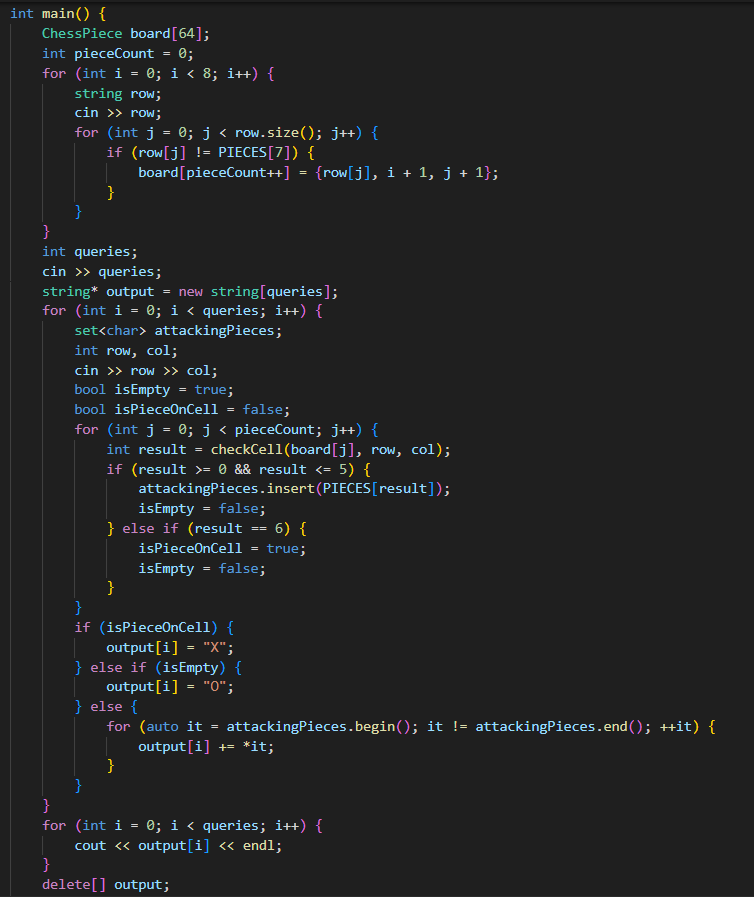 int main() {
    ChessPiece board[64];
    int pieceCount = 0;
    for (int i = 0; i < 8; i++) {
        string row;
        cin >> row;
        for (int j = 0; j < row.size(); j++) {
            if (row[j] != PIECES[7]) {
                board[pieceCount++] = {row[j], i + 1, j + 1};
            }
        }
    }
    int queries;
    cin >> queries;
    string* output = new string[queries];
    for (int i = 0; i < queries; i++) {
        set<char> attackingPieces;
        int row, col;
        cin >> row >> col;
        bool isEmpty = true;
        bool isPieceOnCell = false;
        for (int j = 0; j < pieceCount; j++) {
            int result = checkCell(board[j], row, col);
            if (result >= 0 && result <= 5) {
                attackingPieces.insert(PIECES[result]);
                isEmpty = false;
            } else if (result == 6) {
                isPieceOnCell = true;
                isEmpty = false;
            }
        }
        if (isPieceOnCell) {
            output[i] = "X";
        } else if (isEmpty) {
            output[i] = "O";
        } else {
            for (auto it = attackingPieces.begin(); it != attackingPieces.end(); ++it) {
                output[i] += *it;
            }
        }
    }
    for (int i = 0; i < queries; i++) {
        cout << output[i] << endl;
    }
    delete[] output;